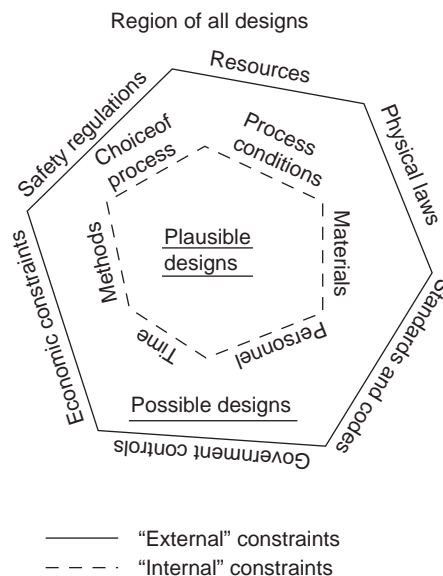 Region of all designs
Resources
Safety regulations
Physical laws
Choiceof
process
Process
conditions
Plausible
designs
Methods
Materials
Economic constraints
Time
Personnel
Standards and codes
Possible designs
Government controls
“External” constraints
“Internal” constraints